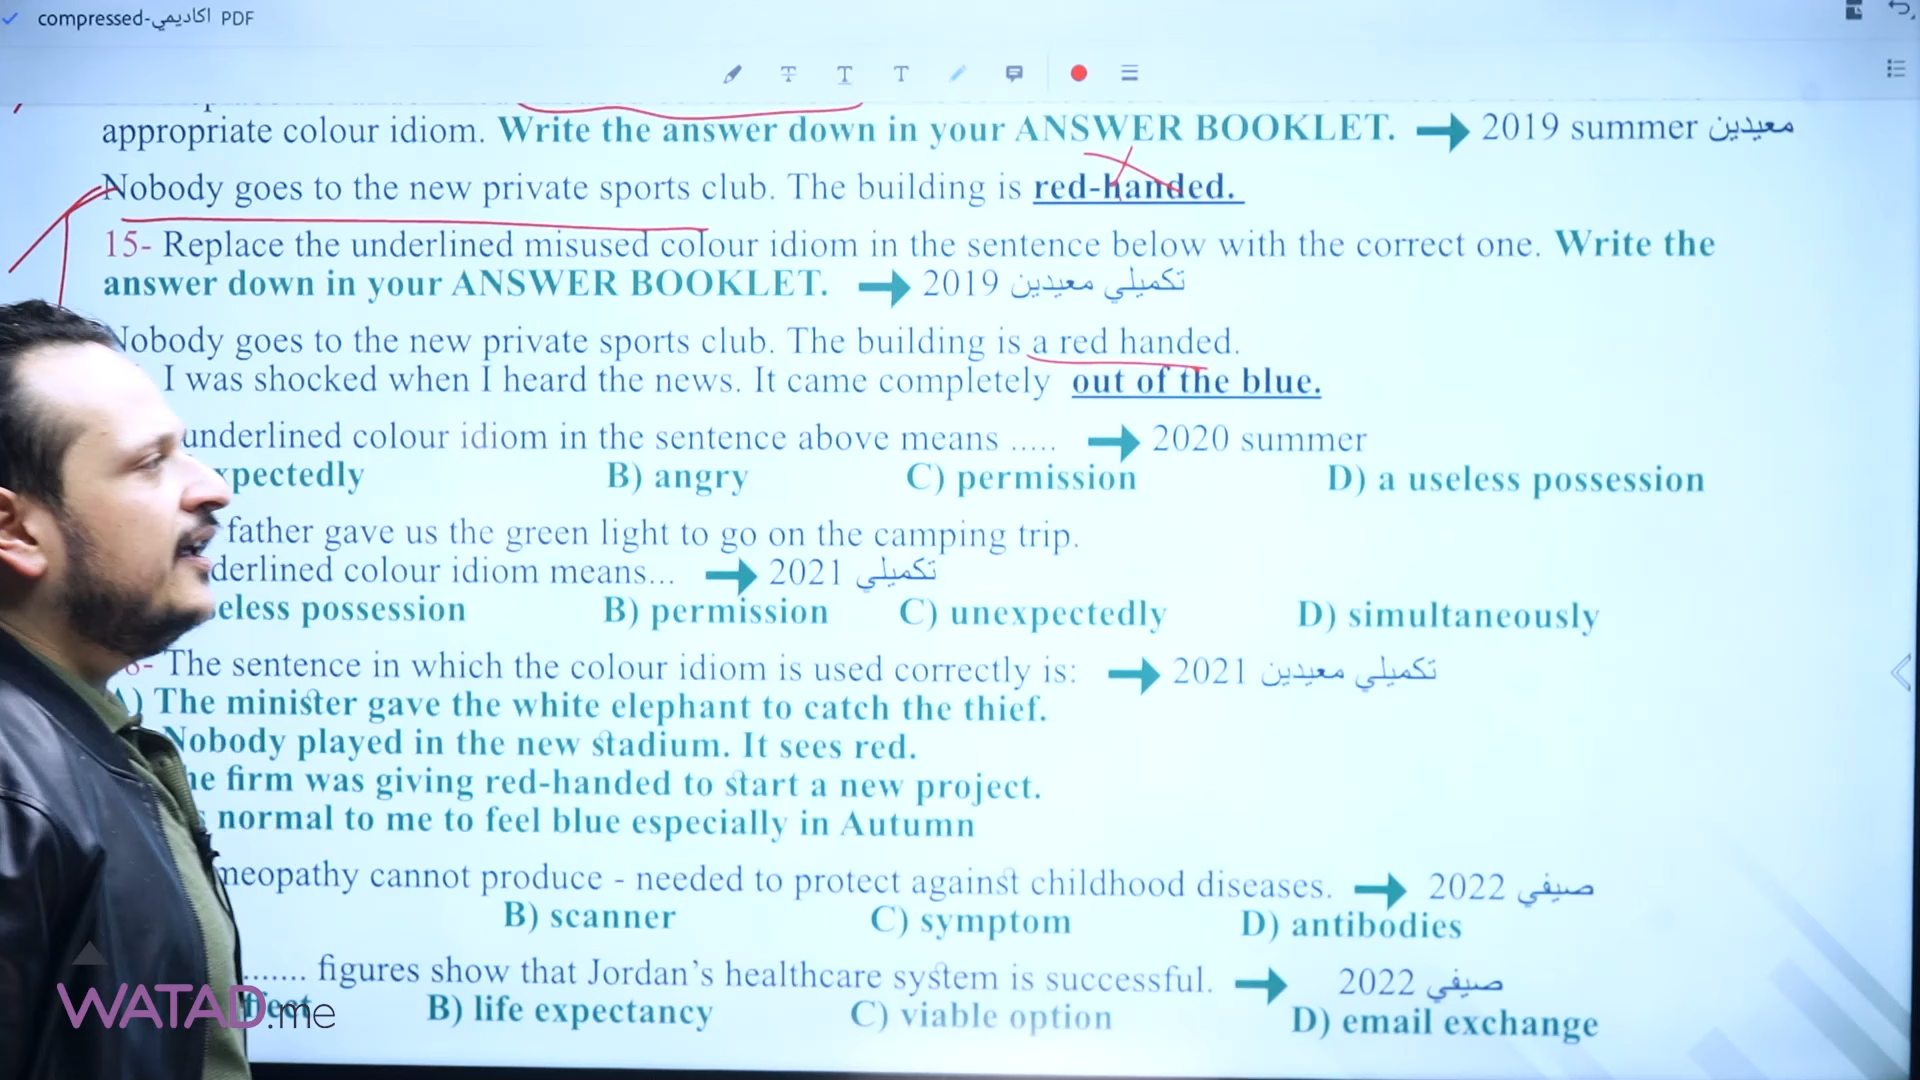 compressed-اكاديمي PDF
appropriate colour idiom. Write the answer down in your ANSWER BOOKLET. 2019 summer معيدين
Nobody goes to the new private sports club. The building is red-handed.
15- Replace the underlined misused colour idiom in the sentence below with the correct one. Write the
answer down in your ANSWER BOOKLET. 2019 تكميلي معيدين
Nobody goes to the new private sports club. The building is a red handed.
I was shocked when I heard the news. It came completely out of the blue.
underlined colour idiom in the sentence above means ..... 2020 summer
xpectedly B) angry C) permission D) a useless possession
father gave us the green light to go on the camping trip.
derlined colour idiom means... 2021 تكميلي
eless possession B) permission C) unexpectedly D) simultaneously
8- The sentence in which the colour idiom is used correctly is: 2021 تكميلي معيدين
A) The minister gave the white elephant to catch the thief.
Nobody played in the new stadium. It sees red.
he firm was giving red-handed to start a new project.
s normal to me to feel blue especially in Autumn
meopathy cannot produce - needed to protect against childhood diseases. 2022 صيفي
B) scanner C) symptom D) antibodies
....... figures show that Jordan's healthcare system is successful. 2022 صيفي
ffect B) life expectancy C) viable option D) email exchange
WATAD.me